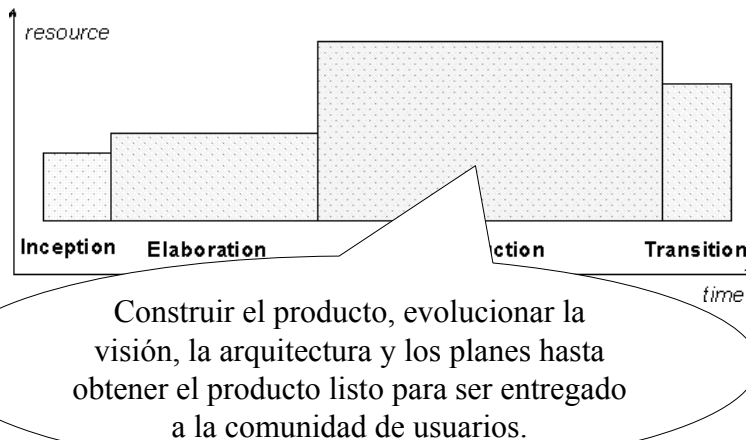 resource
Inception Elaboration ction Transition
time
Construir el producto, evolucionar la
visión, la arquitectura y los planes hasta
obtener el producto listo para ser entregado
a la comunidad de usuarios.